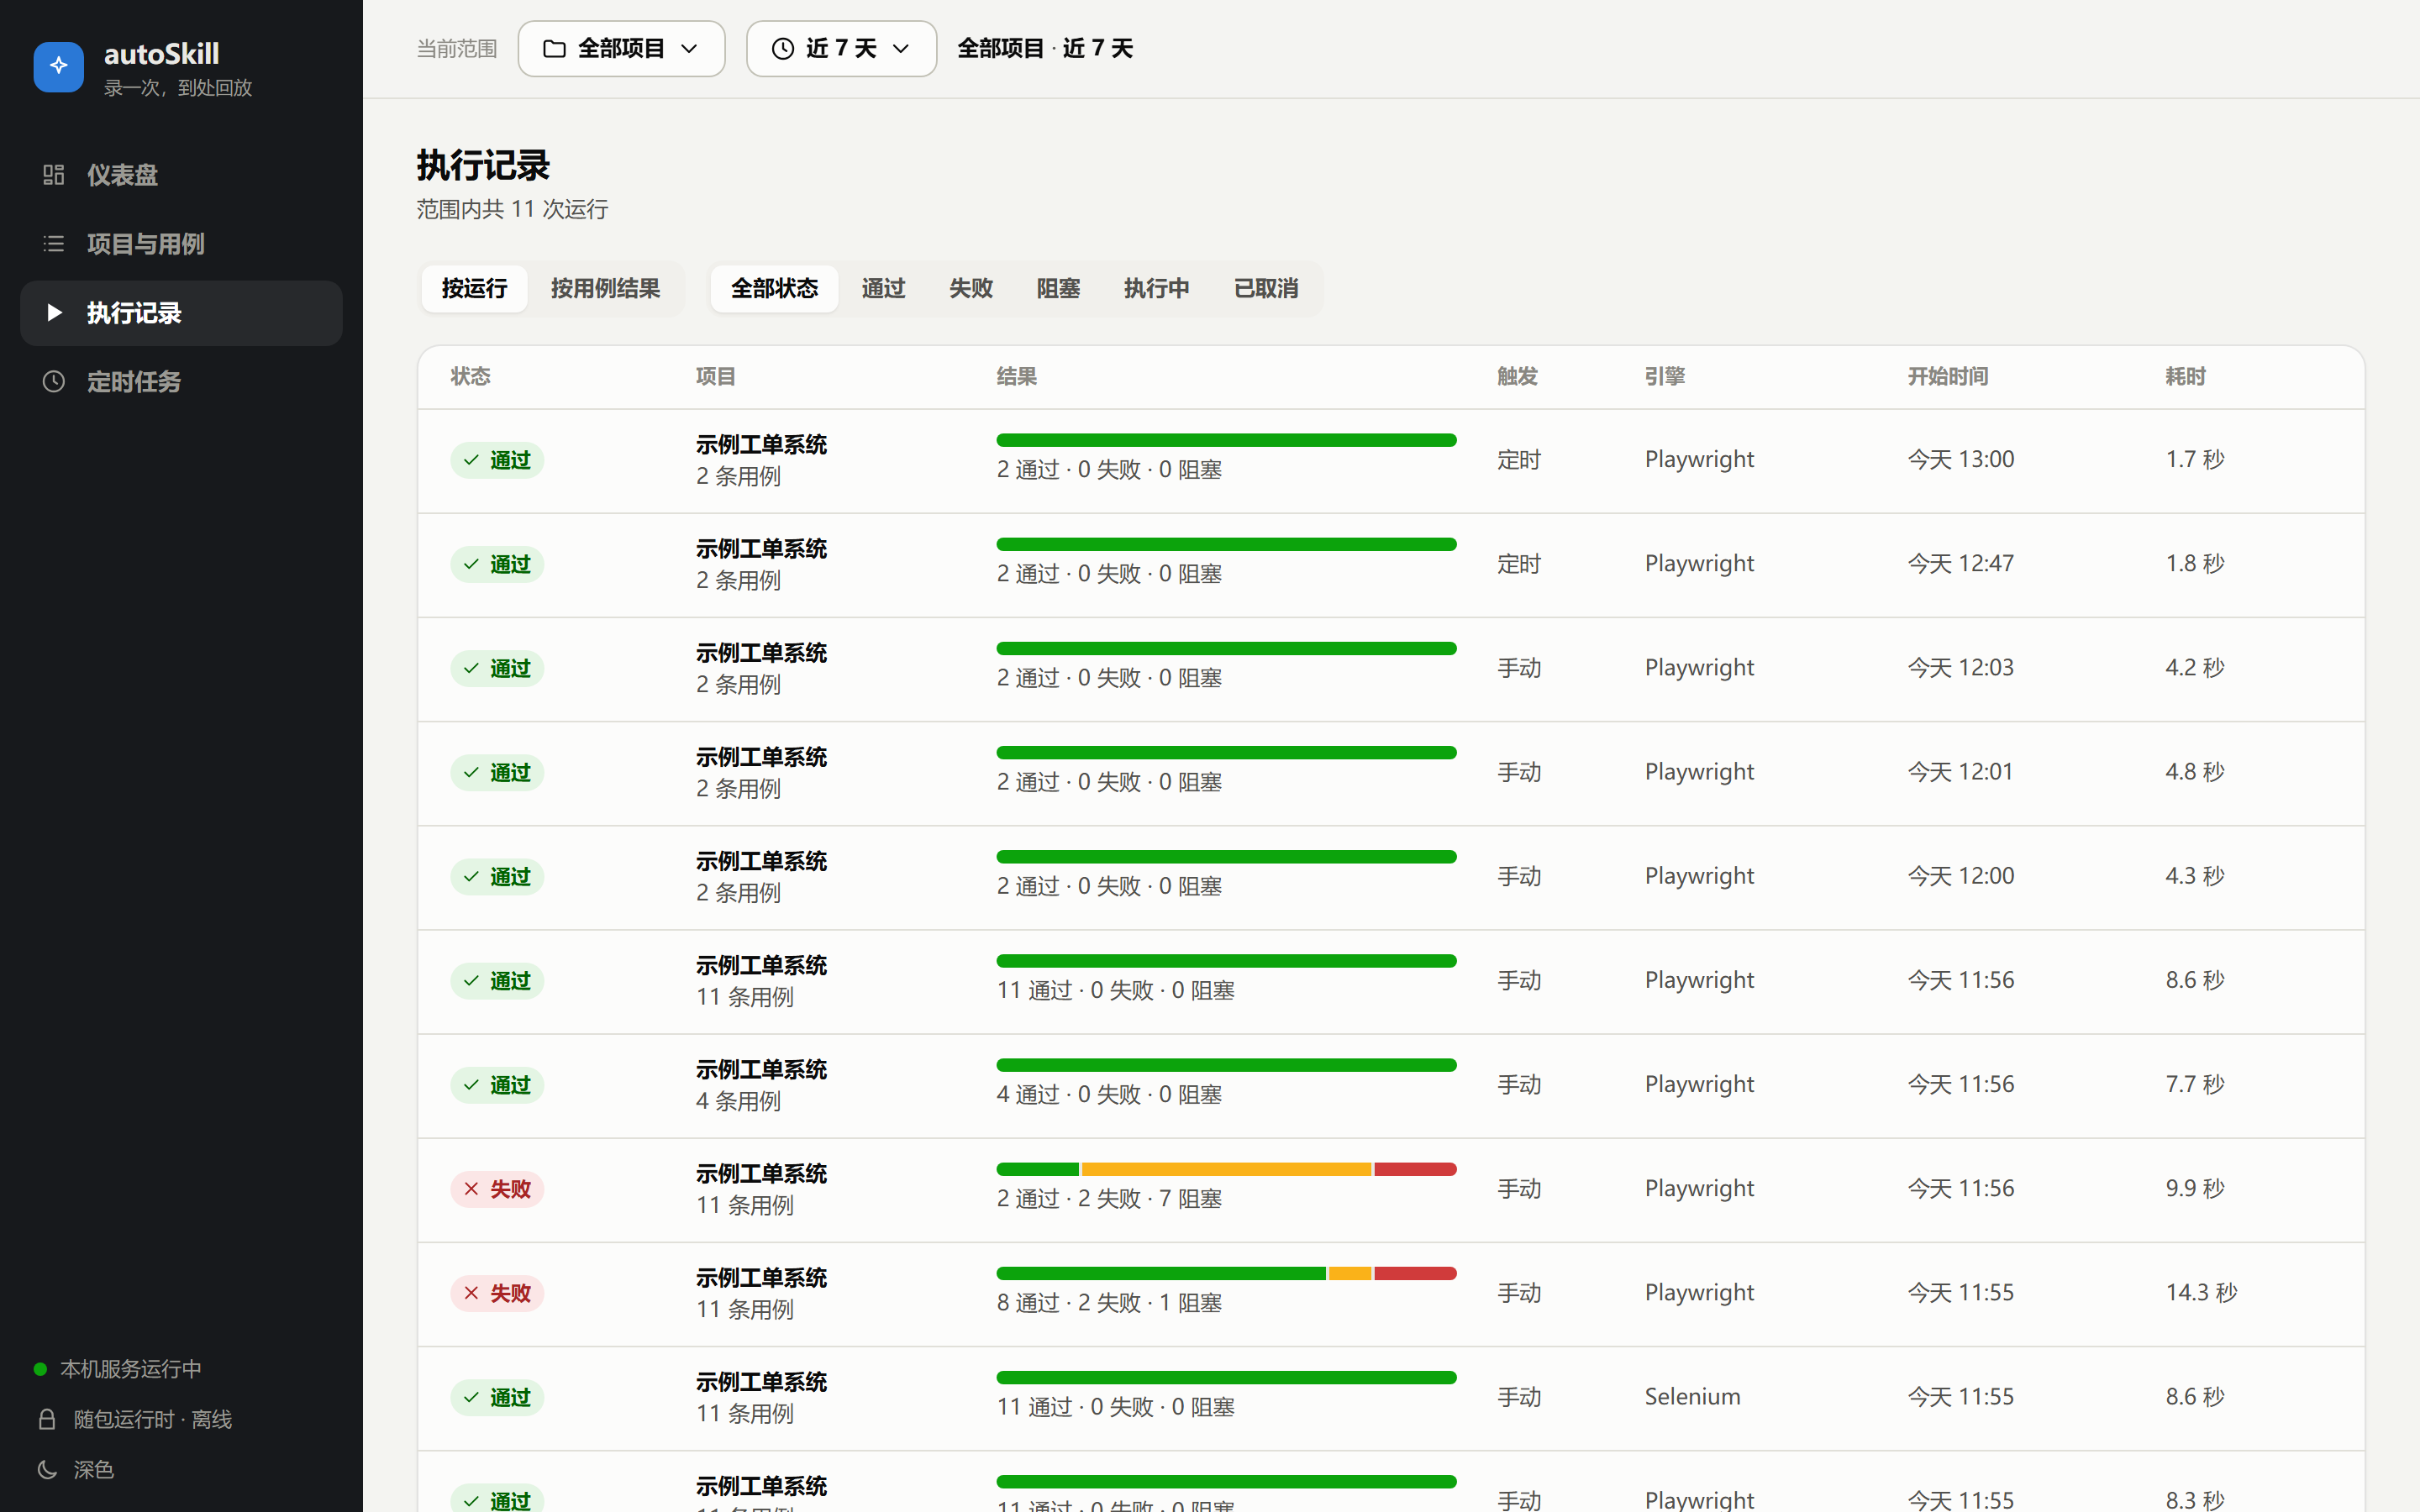 autoSkill
录一次，到处回放
仪表盘
项目与用例
执行记录
定时任务
本机服务运行中
随包运行时 · 离线
深色
当前范围 全部项目 近 7 天 全部项目 · 近 7 天
执行记录
范围内共 11 次运行
按运行 按用例结果 全部状态 通过 失败 阻塞 执行中 已取消
状态 项目 结果 触发 引擎 开始时间 耗时
通过 示例工单系统 2 条用例 2 通过 · 0 失败 · 0 阻塞 定时 Playwright 今天 13:00 1.7 秒
通过 示例工单系统 2 条用例 2 通过 · 0 失败 · 0 阻塞 定时 Playwright 今天 12:47 1.8 秒
通过 示例工单系统 2 条用例 2 通过 · 0 失败 · 0 阻塞 手动 Playwright 今天 12:03 4.2 秒
通过 示例工单系统 2 条用例 2 通过 · 0 失败 · 0 阻塞 手动 Playwright 今天 12:01 4.8 秒
通过 示例工单系统 2 条用例 2 通过 · 0 失败 · 0 阻塞 手动 Playwright 今天 12:00 4.3 秒
通过 示例工单系统 11 条用例 11 通过 · 0 失败 · 0 阻塞 手动 Playwright 今天 11:56 8.6 秒
通过 示例工单系统 4 条用例 4 通过 · 0 失败 · 0 阻塞 手动 Playwright 今天 11:56 7.7 秒
失败 示例工单系统 11 条用例 2 通过 · 2 失败 · 7 阻塞 手动 Playwright 今天 11:56 9.9 秒
失败 示例工单系统 11 条用例 8 通过 · 2 失败 · 1 阻塞 手动 Playwright 今天 11:55 14.3 秒
通过 示例工单系统 11 条用例 11 通过 · 0 失败 · 0 阻塞 手动 Selenium 今天 11:55 8.6 秒
通过 示例工单系统 11 通过 · 0 失败 · 0 阻塞 手动 Playwright 今天 11:55 8.3 秒